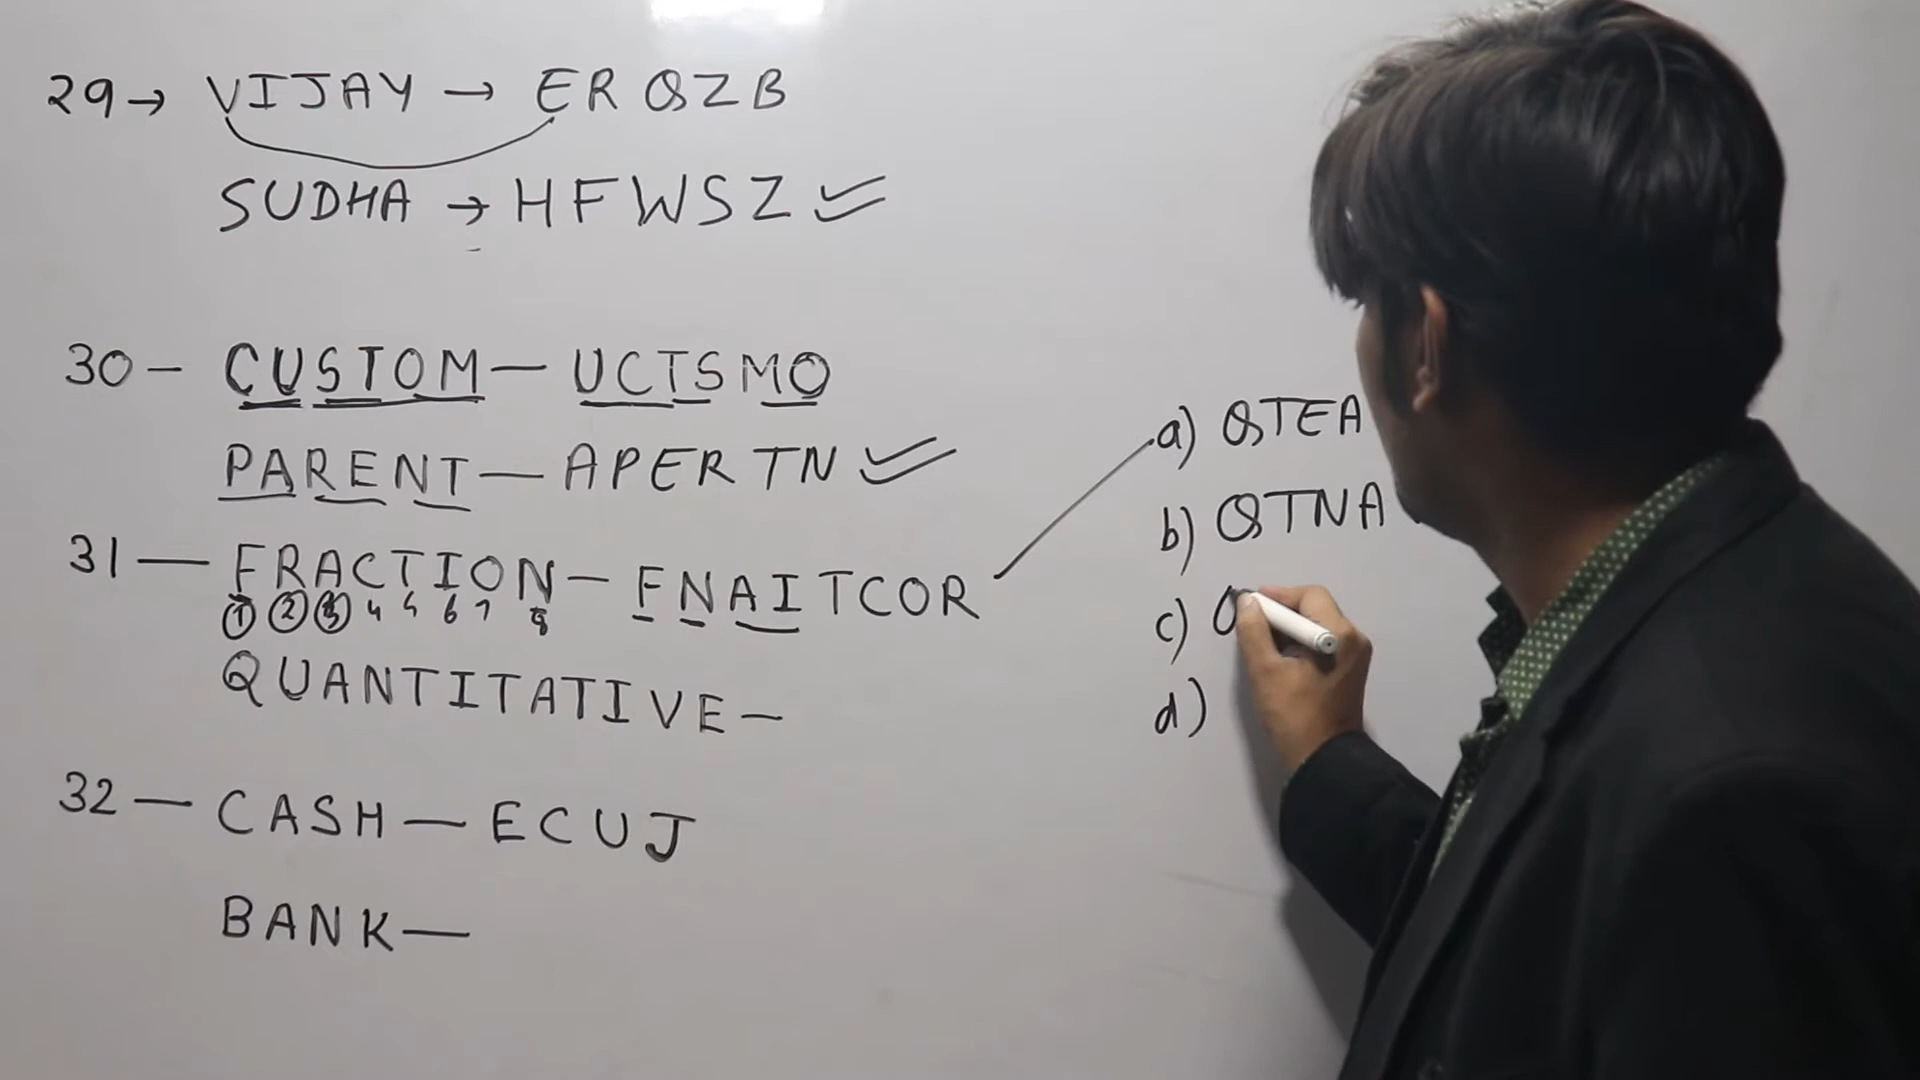 29→ VIJAY → ERQZB
SUDHA → HFWSZ
30 - CUSTOM — UCTSMO
PARENT — APERTN
31 — FRACTION — FNAITCOR
1 2 3 4 5 6 7 8
QUANTITATIVE —
32 — CASH — ECUJ
BANK —
a) QTEA
b) QTNA
c)
d)